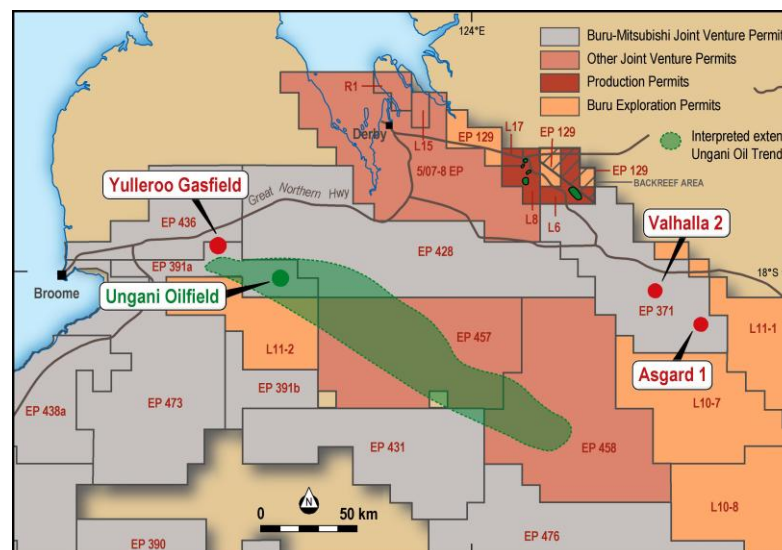 124°E
Buru-Mitsubishi Joint Venture Permit
Other Joint Venture Permits
Production Permits
Buru Exploration Permits
Interpreted exten
Ungani Oil Trend
R1
Derby
L15
EP 129
L17
EP 129
EP 129
BACKREEF AREA
5/07-8 EP
L8
L6
Yulleroo Gasfield
Great Northern Hwy
EP 436
Valhalla 2
EP 428
EP 391a
18°S
Broome
Ungani Oilfield
EP 371
L11-1
L11-2
EP 457
Asgard 1
EP 391b
L10-7
EP 438a
EP 473
EP 431
EP 458
L10-8
N
0
50 km
EP 390
EP 476